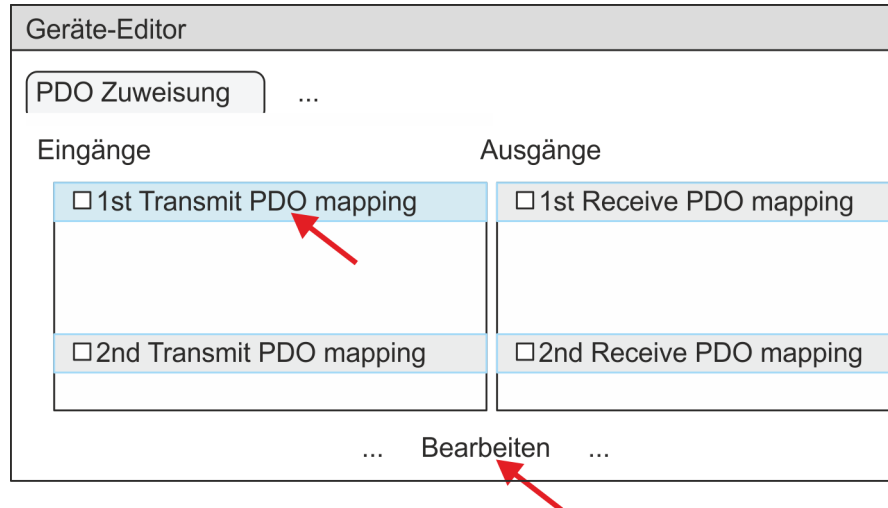 Geräte-Editor
PDO Zuweisung ...
Eingänge Ausgänge
1st Transmit PDO mapping 1st Receive PDO mapping
2nd Transmit PDO mapping 2nd Receive PDO mapping
... Bearbeiten ...